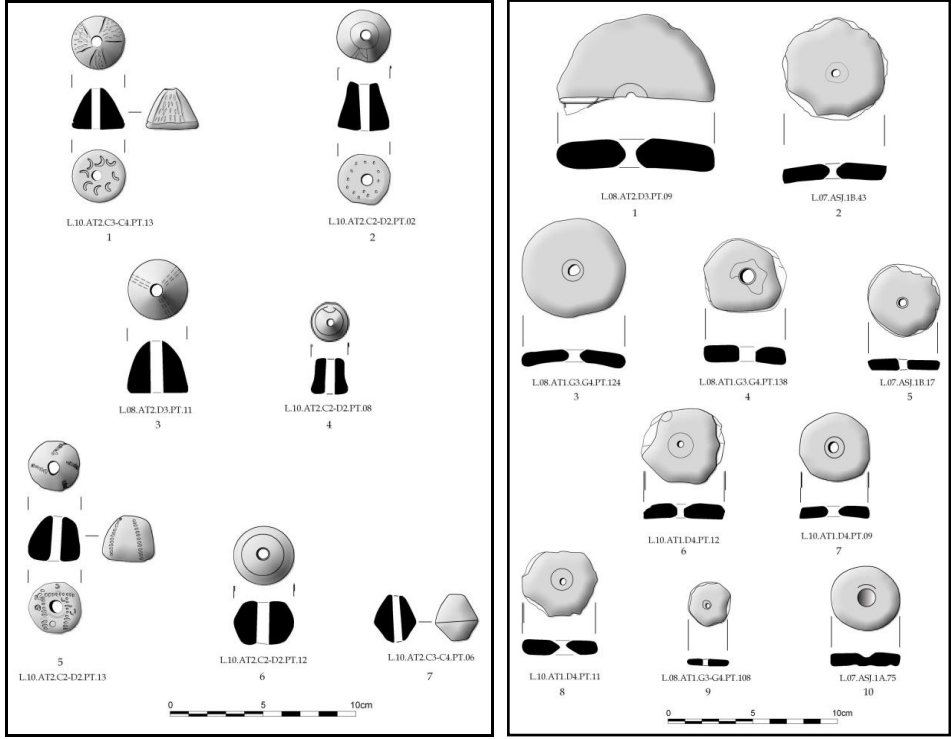 L.10.AT2.C3-C4.PT.13
1
L.10.AT2.C2-D2.PT.02
2
L.08.AT2.D3.PT.11
3
L.10.AT2.C2-D2.PT.08
4
5
L.10.AT2.C2-D2.PT.13
L.10.AT2.C2-D2.PT.12
6
L.10.AT2.C3-C4.PT.06
7
0 5 10cm
L.08.AT2.D3.PT.09
1
L.07.ASJ.1B.43
2
L.08.AT1.G3.G4.PT.124
3
L.08.AT1.G3.G4.PT.138
4
L.07.ASJ.1B.17
5
L.10.AT1.D4.PT.12
6
L.10.AT1.D4.PT.09
7
L.10.AT1.D4.PT.11
8
L.08.AT1.G3-G4.PT.108
9
L.07.ASJ.1A.75
10
0 5 10cm